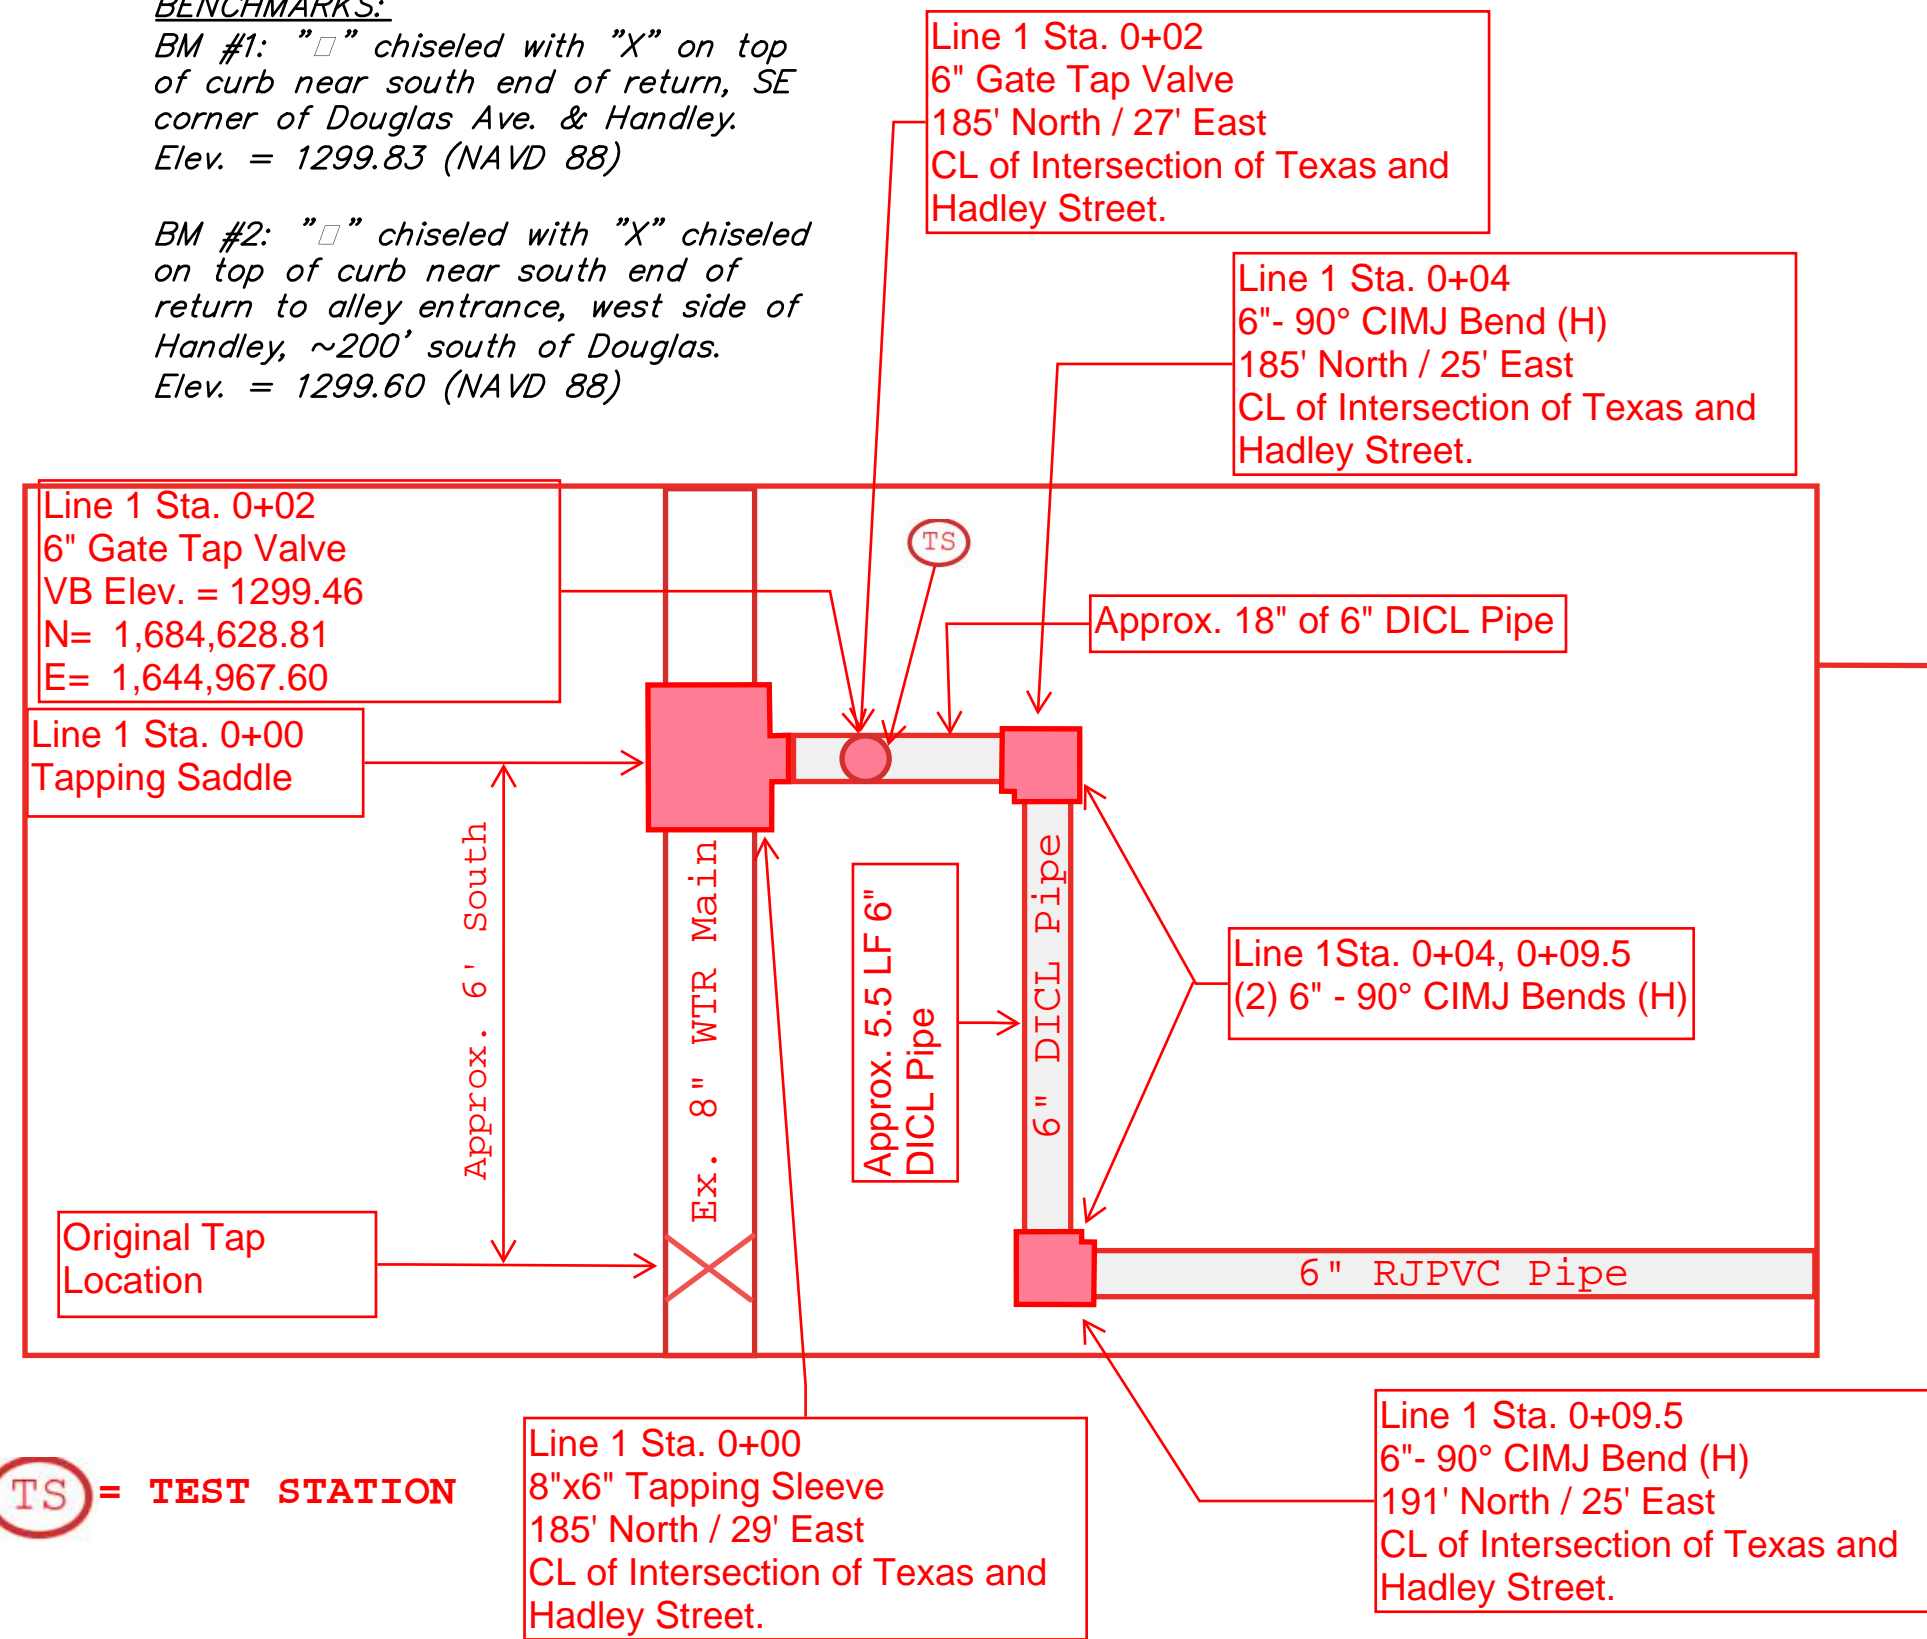 BENCHMARKS:
BM #1: "□" chiseled with "X" on top
of curb near south end of return, SE
corner of Douglas Ave. & Handley.
Elev. = 1299.83 (NAVD 88)
BM #2: "□" chiseled with "X" chiseled
on top of curb near south end of
return to alley entrance, west side of
Handley, ~200' south of Douglas.
Elev. = 1299.60 (NAVD 88)
Line 1 Sta. 0+02
6" Gate Tap Valve
185' North / 27' East
CL of Intersection of Texas and
Hadley Street.
Line 1 Sta. 0+04
6"- 90° CIMJ Bend (H)
185' North / 25' East
CL of Intersection of Texas and
Hadley Street.
Line 1 Sta. 0+02
6" Gate Tap Valve
VB Elev. = 1299.46
N= 1,684,628.81
E= 1,644,967.60
TS
Approx. 18" of 6" DICL Pipe
Line 1 Sta. 0+00
Tapping Saddle
Approx. 6' South
Ex. 8" WTR Main
Approx. 5.5 LF 6"
DICL Pipe
6" DICL Pipe
Line 1Sta. 0+04, 0+09.5
(2) 6" - 90° CIMJ Bends (H)
Original Tap
Location
6" RJPVC Pipe
TS = TEST STATION
Line 1 Sta. 0+00
8"x6" Tapping Sleeve
185' North / 29' East
CL of Intersection of Texas and
Hadley Street.
Line 1 Sta. 0+09.5
6"- 90° CIMJ Bend (H)
191' North / 25' East
CL of Intersection of Texas and
Hadley Street.